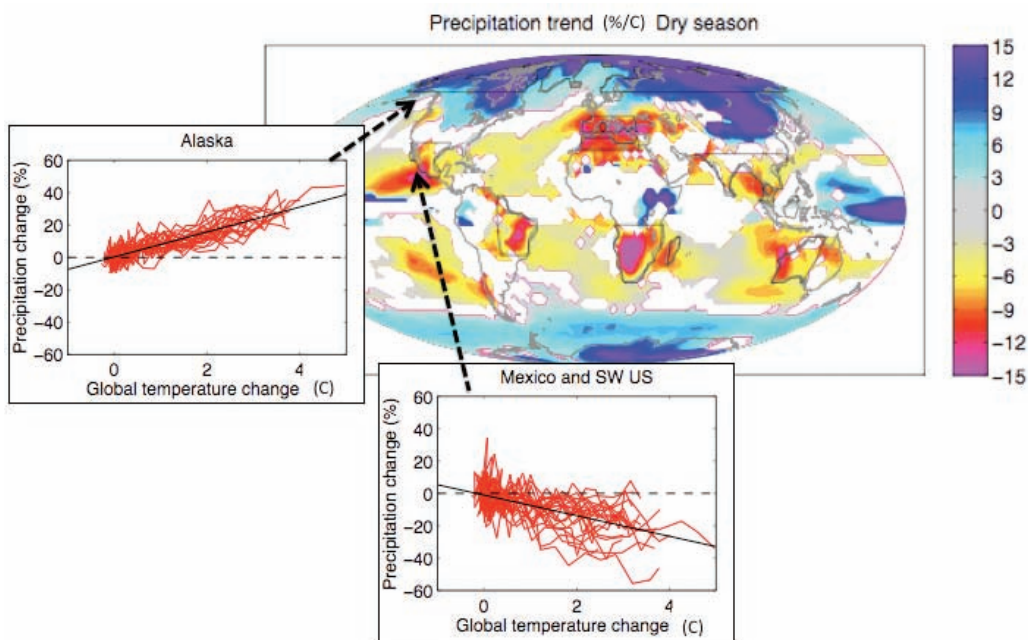 Precipitation trend (%/C) Dry season
15
12
9
6
3
0
−3
−6
−9
−12
−15
Alaska
Precipitation change (%)
60
40
20
0
−20
−40
−60
0 2 4
Global temperature change (C)
Mexico and SW US
Precipitation change (%)
60
40
20
0
−20
−40
−60
0 2 4
Global temperature change (C)